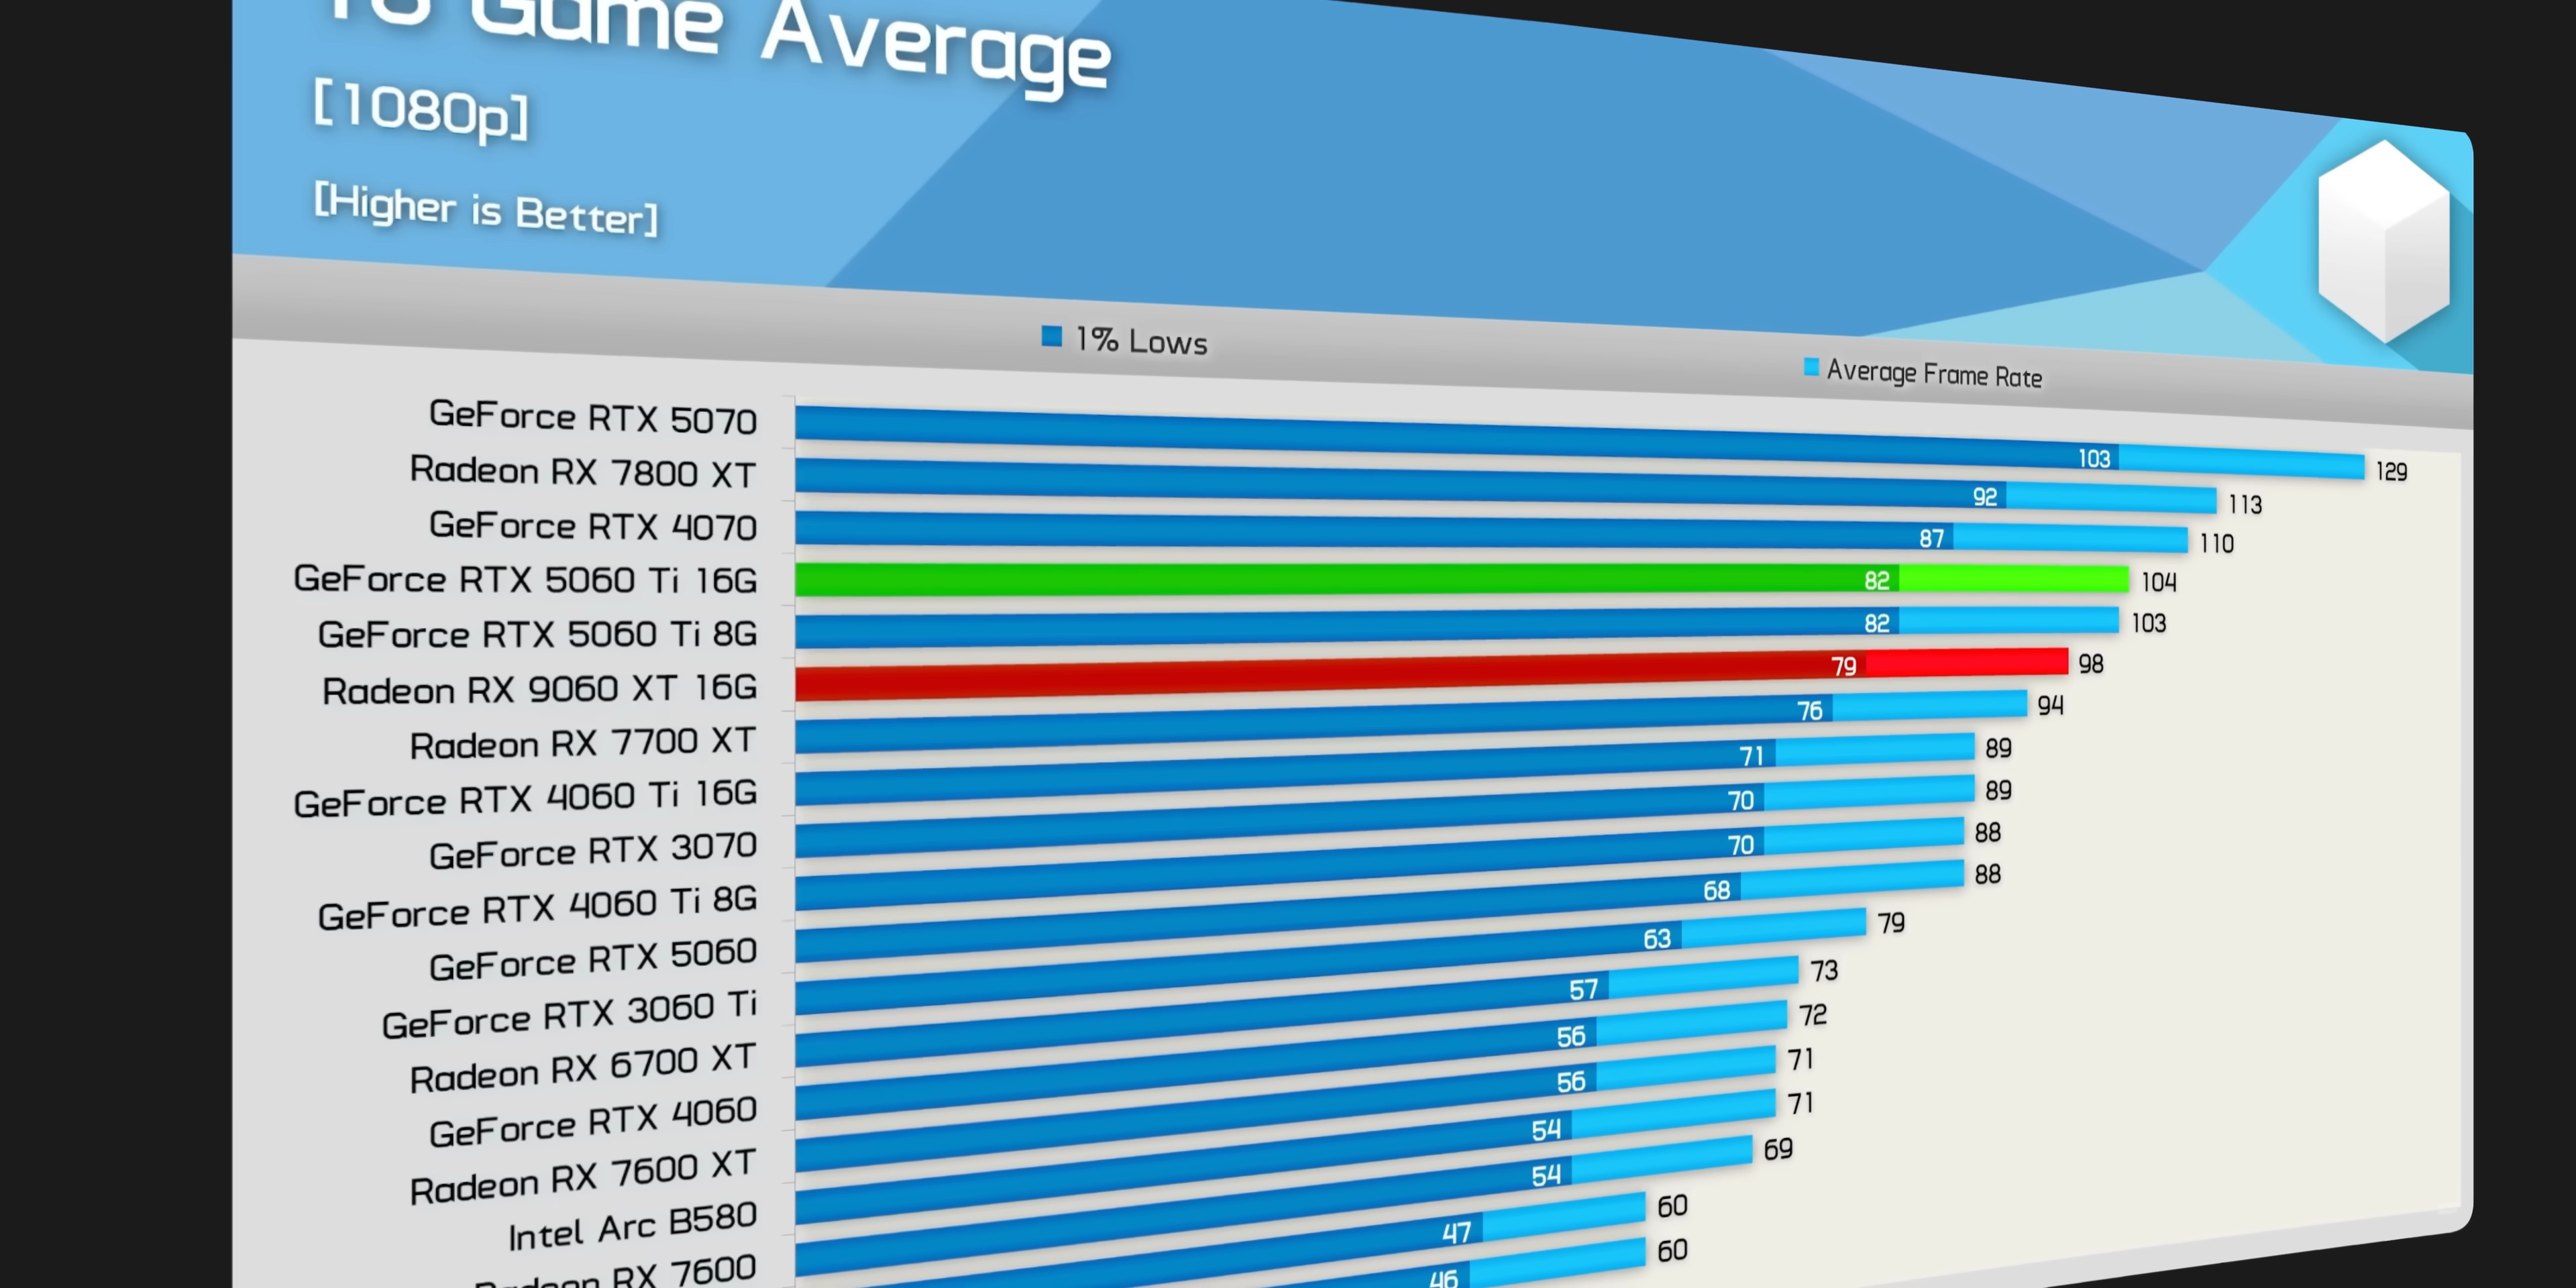 Game Average
[1080p]
[Higher is Better]
1% Lows Average Frame Rate
GeForce RTX 5070 103 129
Radeon RX 7800 XT 92 113
GeForce RTX 4070 87 110
GeForce RTX 5060 Ti 16G 82 104
GeForce RTX 5060 Ti 8G 82 103
Radeon RX 9060 XT 16G 79 98
Radeon RX 7700 XT 76 94
GeForce RTX 4060 Ti 16G 71 89
GeForce RTX 3070 70 89
GeForce RTX 4060 Ti 8G 70 88
GeForce RTX 5060 68 88
GeForce RTX 3060 Ti 63 79
Radeon RX 6700 XT 57 73
GeForce RTX 4060 56 72
Radeon RX 7600 XT 56 71
Intel Arc B580 54 71
Radeon RX 7600 54 69
47 60
46 60